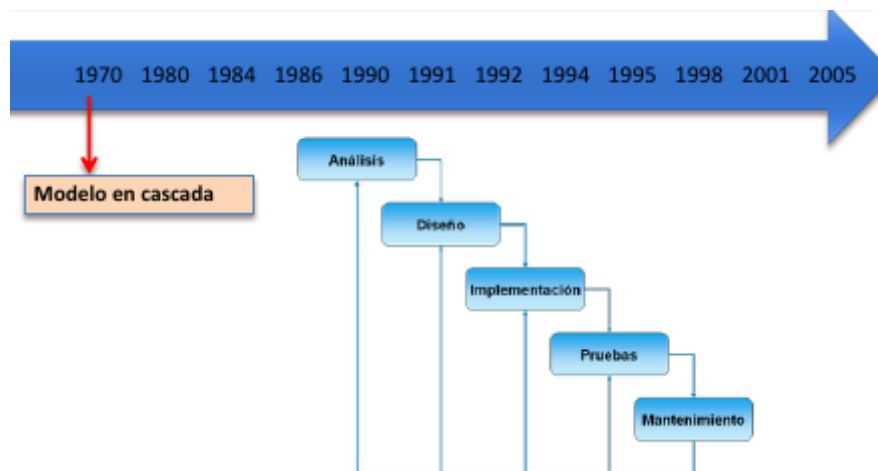 1970 1980 1984 1986 1990 1991 1992 1994 1995 1998 2001 2005
Modelo en cascada
Análisis
Diseño
Implementación
Pruebas
Mantenimiento